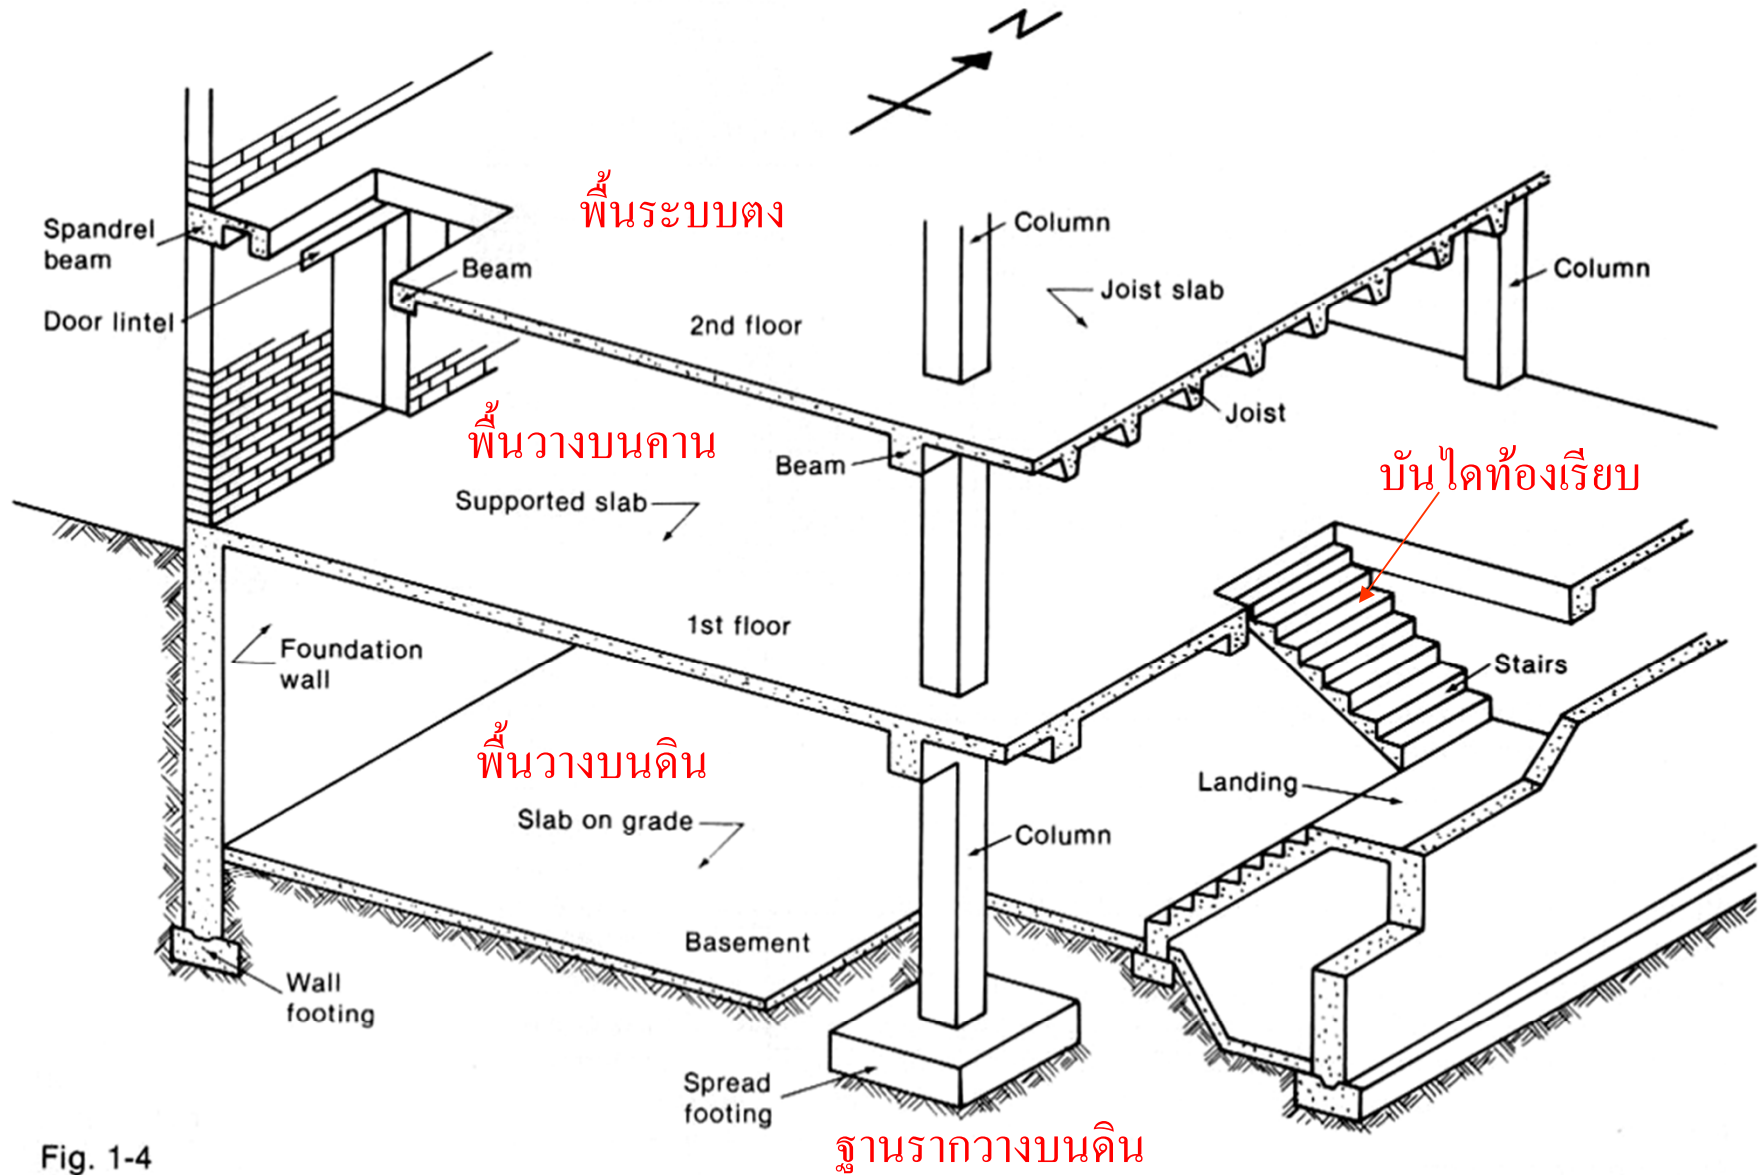 N
พื้นระบบตง
Spandrel
beam
Column
Beam
Column
Joist slab
Door lintel
2nd floor
Joist
พื้นวางบนคาน
Beam
บันไดท้องเรียบ
Supported slab
1st floor
Foundation
wall
Stairs
พื้นวางบนดิน
Landing
Slab on grade
Column
Basement
Wall
footing
Spread
footing
ฐานรากวางบนดิน
Fig. 1-4